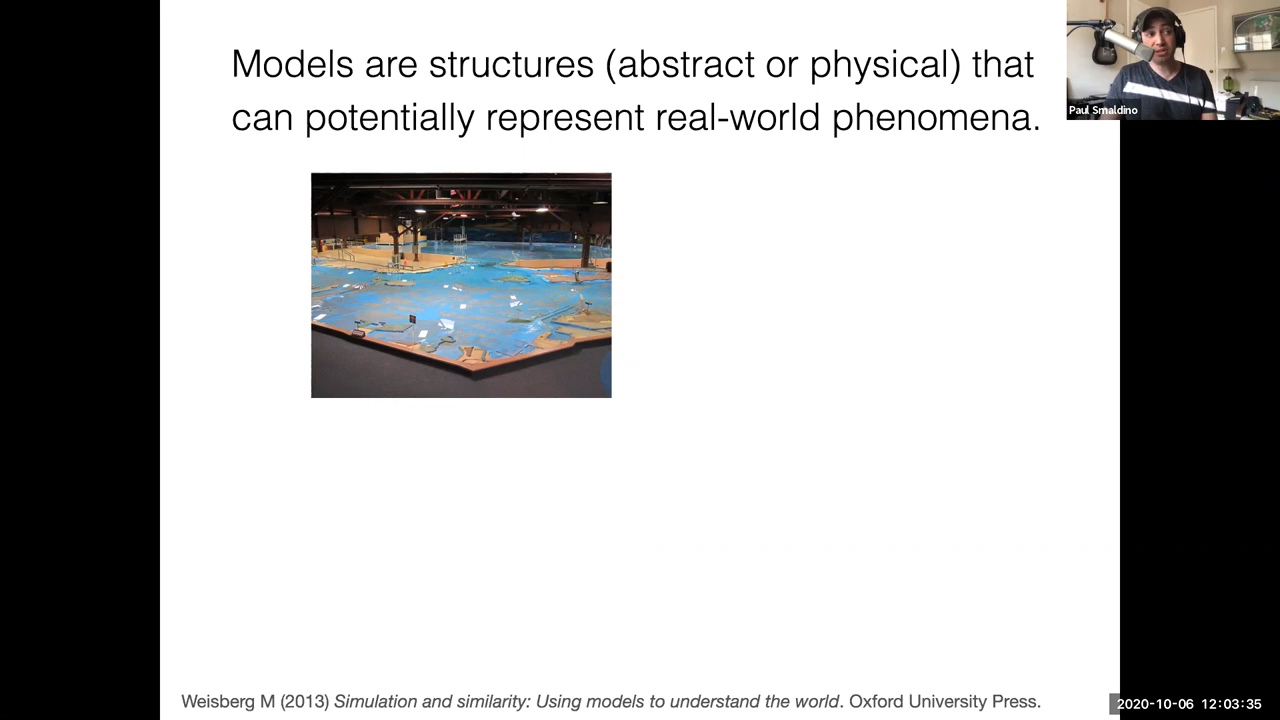 Models are structures (abstract or physical) that
can potentially represent real-world phenomena.
Paul Smaldino
Weisberg M (2013) Simulation and similarity: Using models to understand the world. Oxford University Press.
2020-10-06 12:03:35